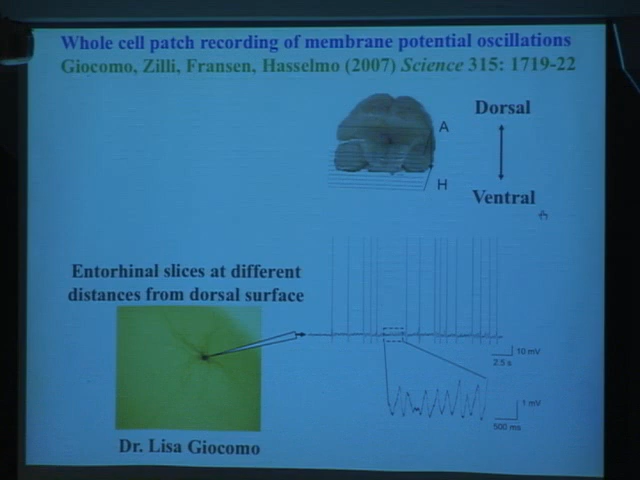 Whole cell patch recording of membrane potential oscillations
Giocomo, Zilli, Fransen, Hasselmo (2007) Science 315: 1719-22
Dorsal
A
H
Ventral
Entorhinal slices at different
distances from dorsal surface
10 mV
2.5 s
1 mV
500 ms
Dr. Lisa Giocomo